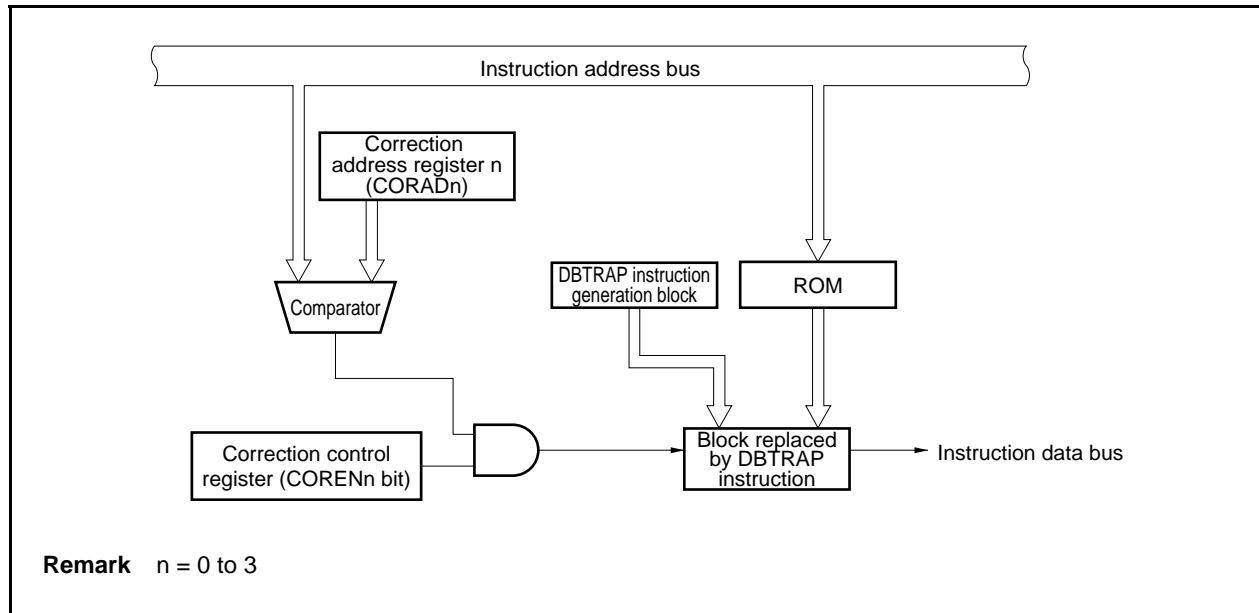 Instruction address bus
Correction
address register n
(CORADn)
DBTRAP instruction
generation block
ROM
Comparator
Correction control
register (CORENn bit)
Block replaced
by DBTRAP
instruction
Instruction data bus
Remark n = 0 to 3